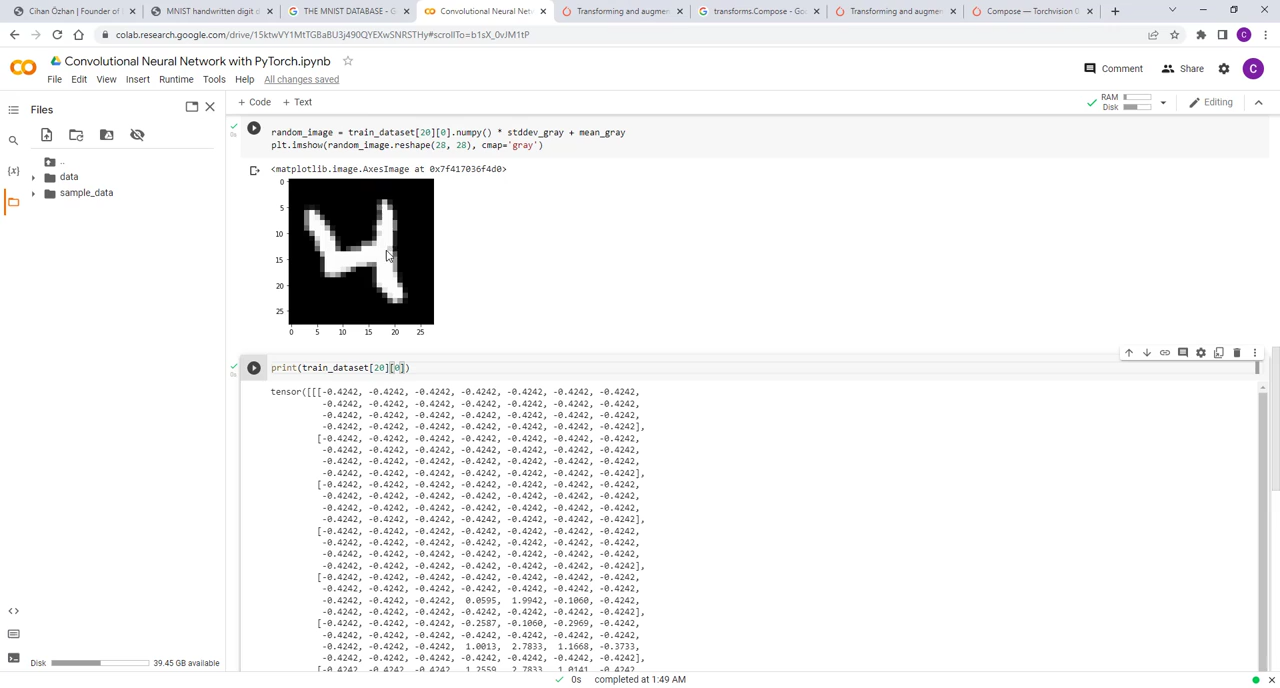 Cihan Özhan | Founder of
MNIST handwritten digit d
THE MNIST DATABASE - G
Convolutional Neural Netw
Transforming and augmen
transforms.Compose - Goo
Transforming and augmen
Compose — Torchvision 0.
colab.research.google.com/drive/15ktwVY1MtTGBaBU3j490QYEXwSNRSTHy#scrollTo=b1sX_0vJM1tP
C
Convolutional Neural Network with PyTorch.ipynb
File Edit View Insert Runtime Tools Help All changes saved
Comment Share C
Files
+ Code + Text
RAM
Disk
Editing
..
data
sample_data
random_image = train_dataset[20][0].numpy() * stddev_gray + mean_gray
plt.imshow(random_image.reshape(28, 28), cmap='gray')
<matplotlib.image.AxesImage at 0x7f417036f4d0>
0
5
10
15
20
25
0 5 10 15 20 25
print(train_dataset[20][0])
tensor([[[-0.4242, -0.4242, -0.4242, -0.4242, -0.4242, -0.4242, -0.4242,
-0.4242, -0.4242, -0.4242, -0.4242, -0.4242, -0.4242, -0.4242,
-0.4242, -0.4242, -0.4242, -0.4242, -0.4242, -0.4242, -0.4242,
-0.4242, -0.4242, -0.4242, -0.4242, -0.4242, -0.4242, -0.4242],
[-0.4242, -0.4242, -0.4242, -0.4242, -0.4242, -0.4242, -0.4242,
-0.4242, -0.4242, -0.4242, -0.4242, -0.4242, -0.4242, -0.4242,
-0.4242, -0.4242, -0.4242, -0.4242, -0.4242, -0.4242, -0.4242,
-0.4242, -0.4242, -0.4242, -0.4242, -0.4242, -0.4242, -0.4242],
[-0.4242, -0.4242, -0.4242, -0.4242, -0.4242, -0.4242, -0.4242,
-0.4242, -0.4242, -0.4242, -0.4242, -0.4242, -0.4242, -0.4242,
-0.4242, -0.4242, -0.4242, -0.4242, -0.4242, -0.4242, -0.4242,
-0.4242, -0.4242, -0.4242, -0.4242, -0.4242, -0.4242, -0.4242],
[-0.4242, -0.4242, -0.4242, -0.4242, -0.4242, -0.4242, -0.4242,
-0.4242, -0.4242, -0.4242, -0.4242, -0.4242, -0.4242, -0.4242,
-0.4242, -0.4242, -0.4242, -0.4242, -0.4242, -0.4242, -0.4242,
-0.4242, -0.4242, -0.4242, -0.4242, -0.4242, -0.4242, -0.4242],
[-0.4242, -0.4242, -0.4242, -0.4242, -0.4242, -0.4242, -0.4242,
-0.4242, -0.4242, -0.4242, -0.4242, -0.4242, -0.4242, -0.4242,
-0.4242, -0.4242, -0.4242, 0.0595, 1.9942, -0.1060, -0.4242,
-0.4242, -0.4242, -0.4242, -0.4242, -0.4242, -0.4242, -0.4242],
[-0.4242, -0.4242, -0.4242, -0.2587, -0.1060, -0.2969, -0.4242,
-0.4242, -0.4242, -0.4242, -0.4242, -0.4242, -0.4242, -0.4242,
-0.4242, -0.4242, -0.4242, 1.0013, 2.7833, 1.1668, -0.3733,
-0.4242, -0.4242, -0.4242, -0.4242, -0.4242, -0.4242, -0.4242],
[-0.4242, -0.4242, -0.4242, 1.2559, 2.7833, 1.0141, -0.4242,
Disk 39.45 GB available
0s completed at 1:49 AM